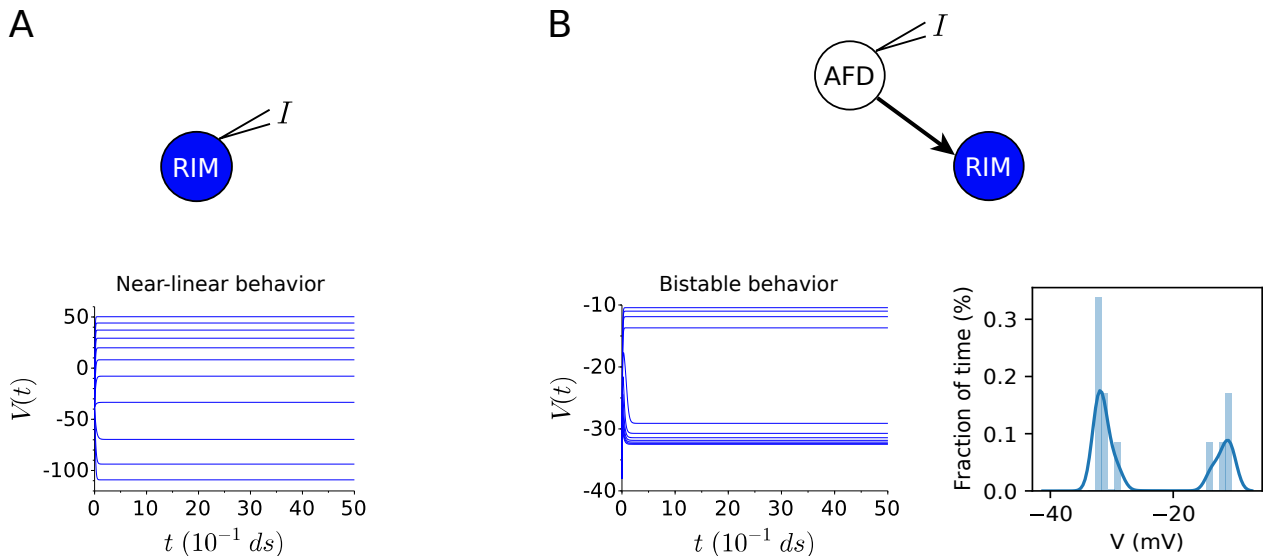 A
I
RIM
Near-linear behavior
V(t)
50
0
-50
-100
0 10 20 30 40 50
t (10⁻¹ ds)
B
I
AFD
RIM
Bistable behavior
V(t)
-10
-20
-30
-40
0 10 20 30 40 50
t (10⁻¹ ds)
Fraction of time (%)
0.3
0.2
0.1
0.0
−40 −20
V (mV)